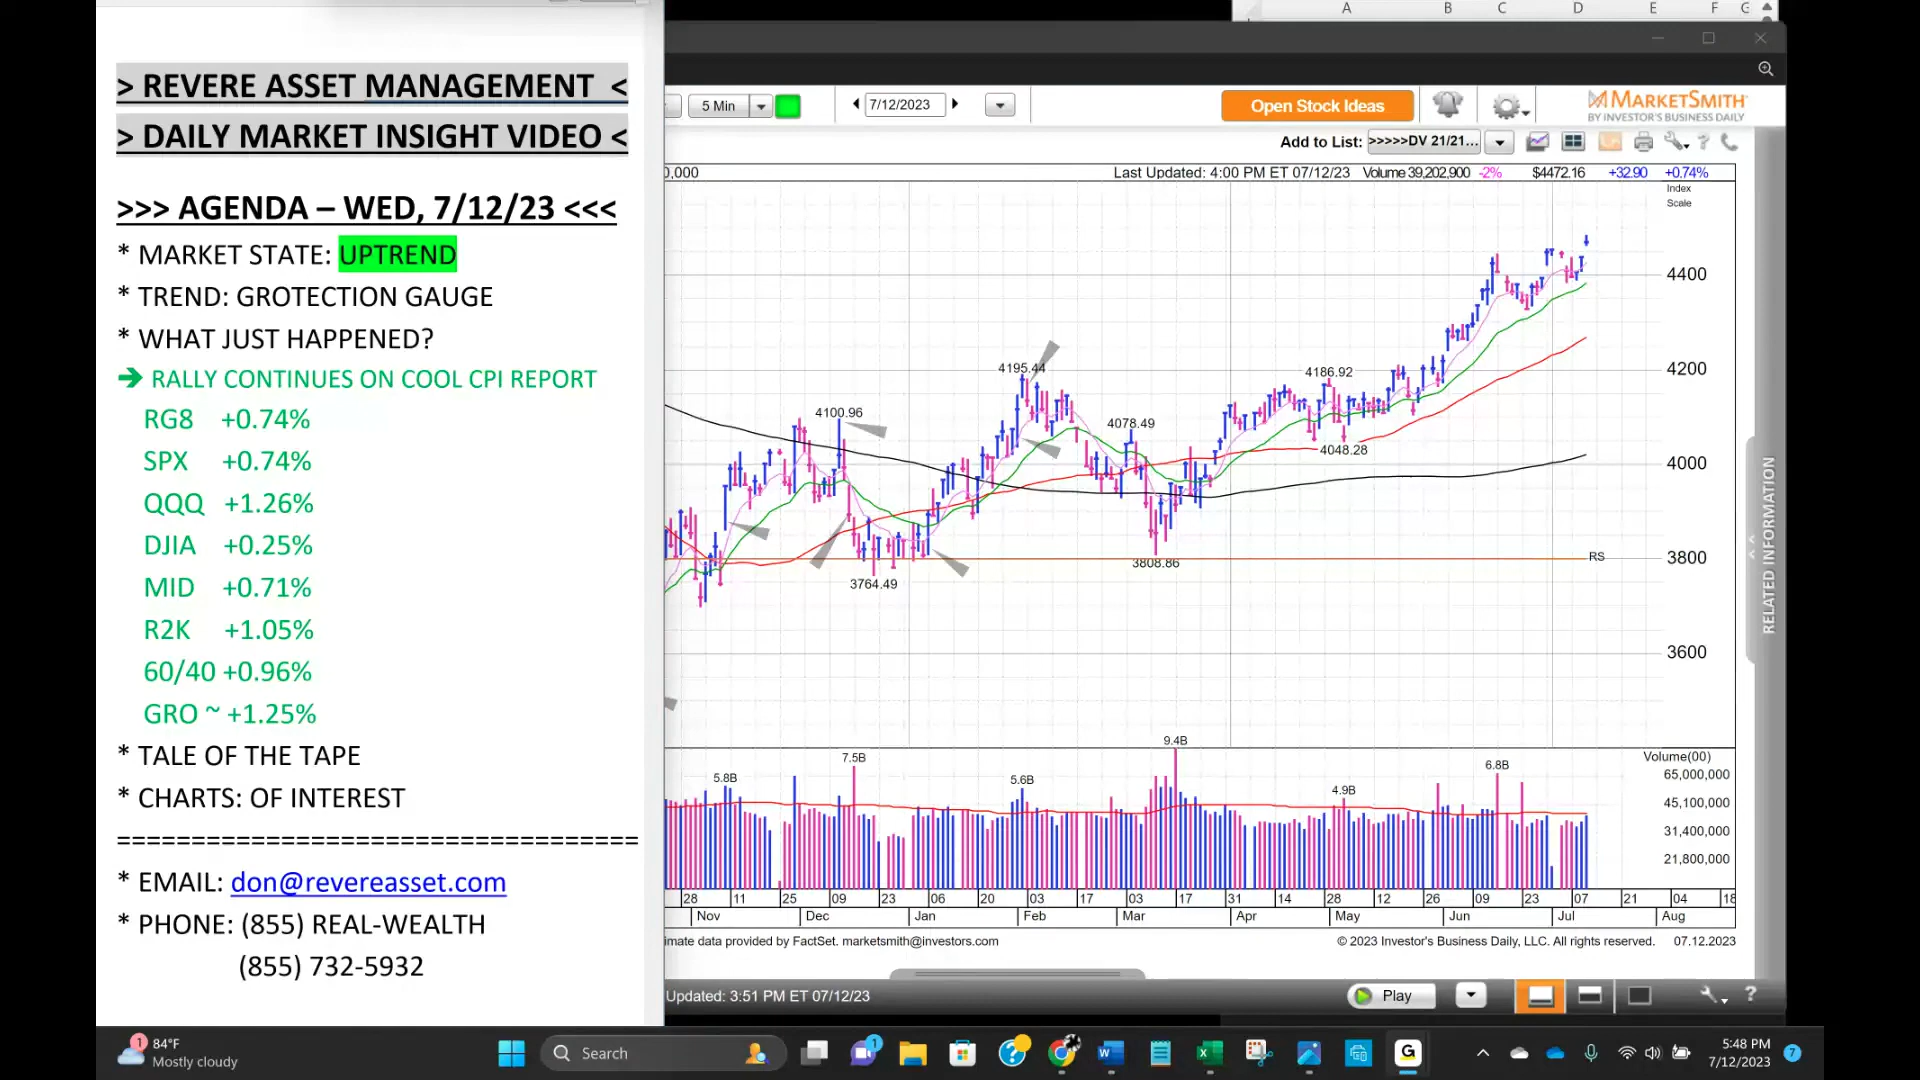 > REVERE ASSET MANAGEMENT <
> DAILY MARKET INSIGHT VIDEO <
>>> AGENDA – WED, 7/12/23 <<<
* MARKET STATE: UPTREND
* TREND: GROTECTION GAUGE
* WHAT JUST HAPPENED?
➔ RALLY CONTINUES ON COOL CPI REPORT
RG8 +0.74%
SPX +0.74%
QQQ +1.26%
DJIA +0.25%
MID +0.71%
R2K +1.05%
60/40 +0.96%
GRO ~ +1.25%
* TALE OF THE TAPE
* CHARTS: OF INTEREST
===================================
* EMAIL: don@revereasset.com
* PHONE: (855) REAL-WEALTH
(855) 732-5932
A B C D E F G
5 Min 7/12/2023 Open Stock Ideas MARKETSMITH
BY INVESTOR'S BUSINESS DAILY
Add to List: >>>>>DV 21/21... ?
0,000 Last Updated: 4:00 PM ET 07/12/23 Volume 39,202,900 -2% $4472.16 +32.90 +0.74%
Index
Scale
4400
4195.44 4186.92 4200
4100.96 4078.49
4048.28
4000
RS 3800
3808.86
3764.49
3600
9.4B
7.5B Volume(00)
5.8B 5.6B 6.8B 65,000,000
4.9B
45,100,000
31,400,000
21,800,000
28 11 25 09 23 06 20 03 17 03 17 31 14 28 12 26 09 23 07 21 04 18
Nov Dec Jan Feb Mar Apr May Jun Jul Aug
imate data provided by FactSet. marketsmith@investors.com © 2023 Investor's Business Daily, LLC. All rights reserved. 07.12.2023
RELATED INFORMATION
Updated: 3:51 PM ET 07/12/23 Play ?
1 84°F
Mostly cloudy
Search
1
5:48 PM
7/12/2023
7